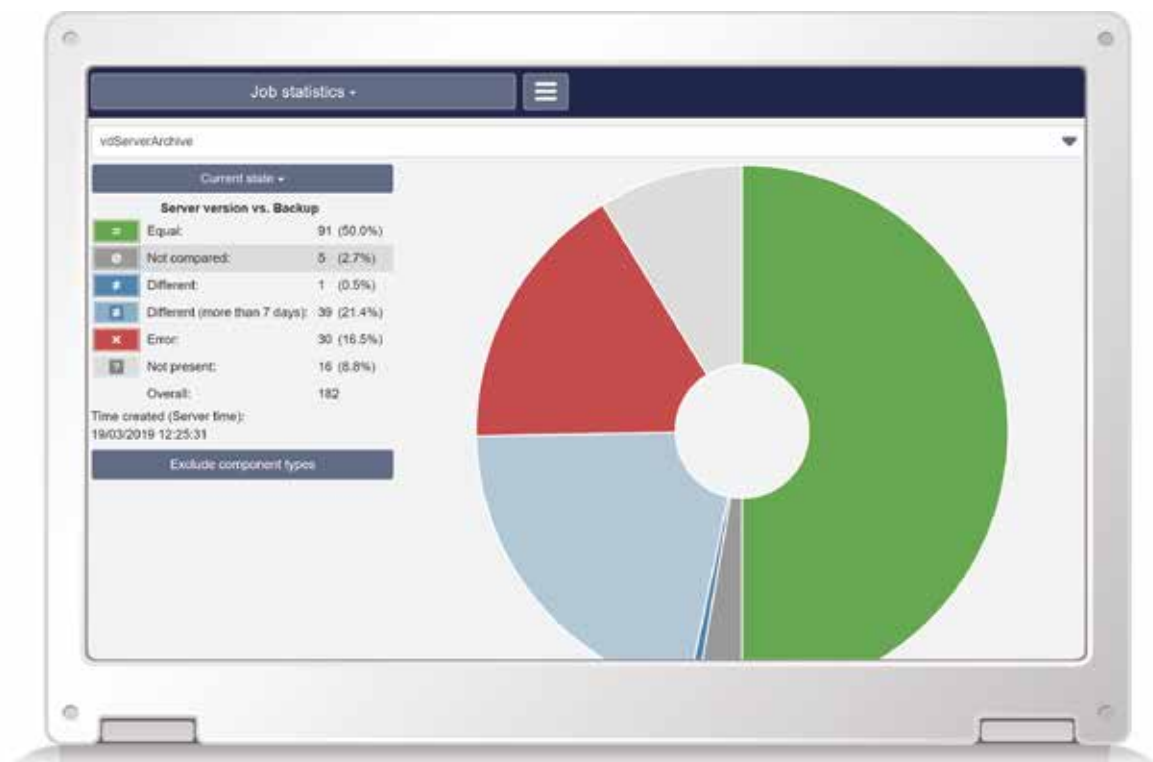 Job statistics
vdServerArchive
Current state
Server version vs. Backup
= Equal: 91 (50.0%)
Not compared: 5 (2.7%)
≠ Different: 1 (0.5%)
≠ Different (more than 7 days): 39 (21.4%)
× Error: 30 (16.5%)
? Not present: 16 (8.8%)
Overall: 182
Time created (Server time):
19/03/2019 12:25:31
Exclude component types